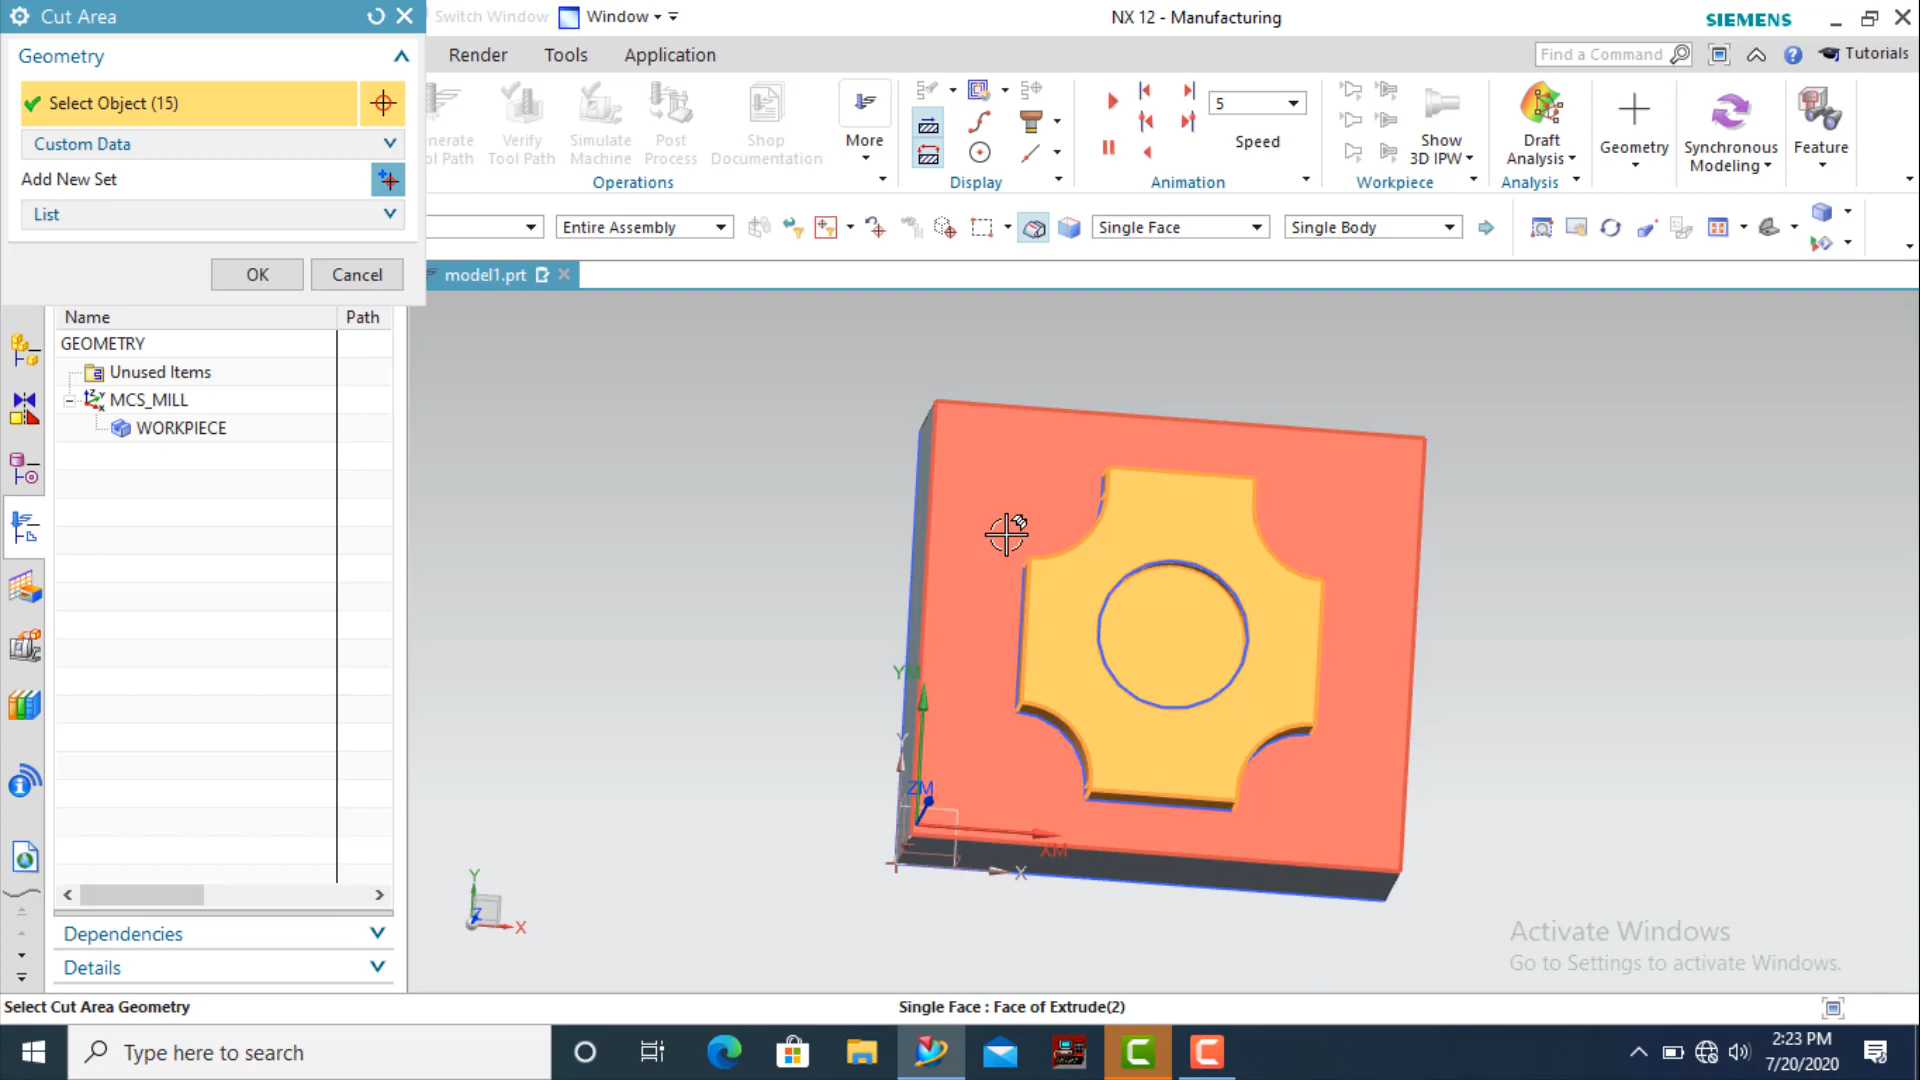 Cut Area
Switch Window
Window
NX 12 - Manufacturing
SIEMENS
Geometry
Render
Tools
Application
Find a Command
Tutorials
Select Object (15)
Custom Data
Add New Set
List
OK
Cancel
Verify
Tool Path
Simulate
Machine
Post
Process
Shop
Documentation
More
Operations
Display
5
Speed
Animation
Show
3D IPW
Workpiece
Draft
Analysis
Analysis
Geometry
Synchronous
Modeling
Feature
Entire Assembly
Single Face
Single Body
model1.prt
Name
Path
GEOMETRY
Unused Items
MCS_MILL
WORKPIECE
YM
Y
ZM
XM
X
Y
Z
X
Dependencies
Details
Activate Windows
Go to Settings to activate Windows.
Select Cut Area Geometry
Single Face : Face of Extrude(2)
Type here to search
2:23 PM
7/20/2020